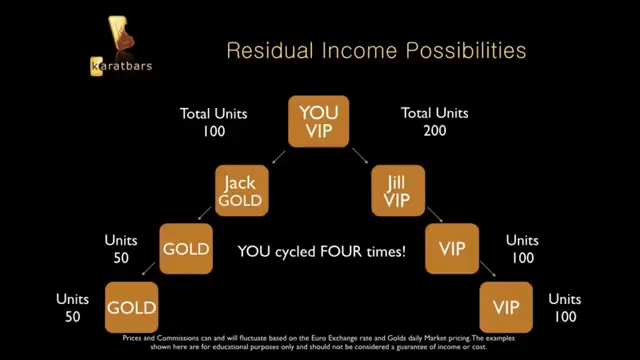 karatbars
Residual Income Possibilities
Total Units
100
YOU
VIP
Total Units
200
Jack
GOLD
Jill
VIP
Units
50
GOLD
YOU cycled FOUR times!
VIP
Units
100
Units
50
GOLD
VIP
Units
100
Prices and Commissions can and will fluctuate based on the Euro Exchange rate and Golds daily Market pricing. The examples
shown here are for educational purposes only and should not be considered a guarantee of income or cost.